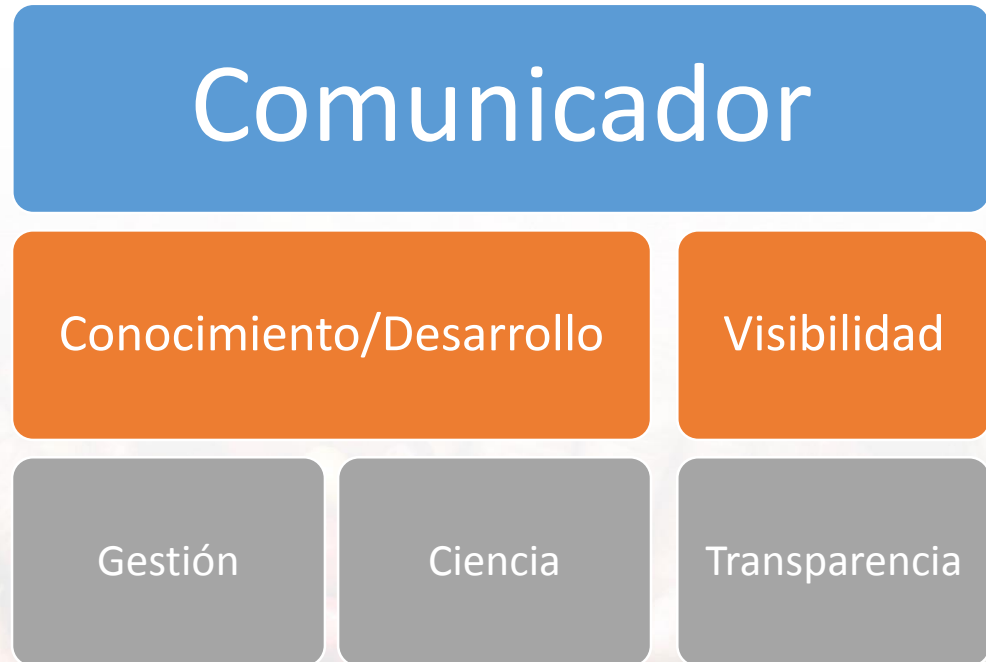 Comunicador
Conocimiento/Desarrollo
Visibilidad
Gestión
Ciencia
Transparencia